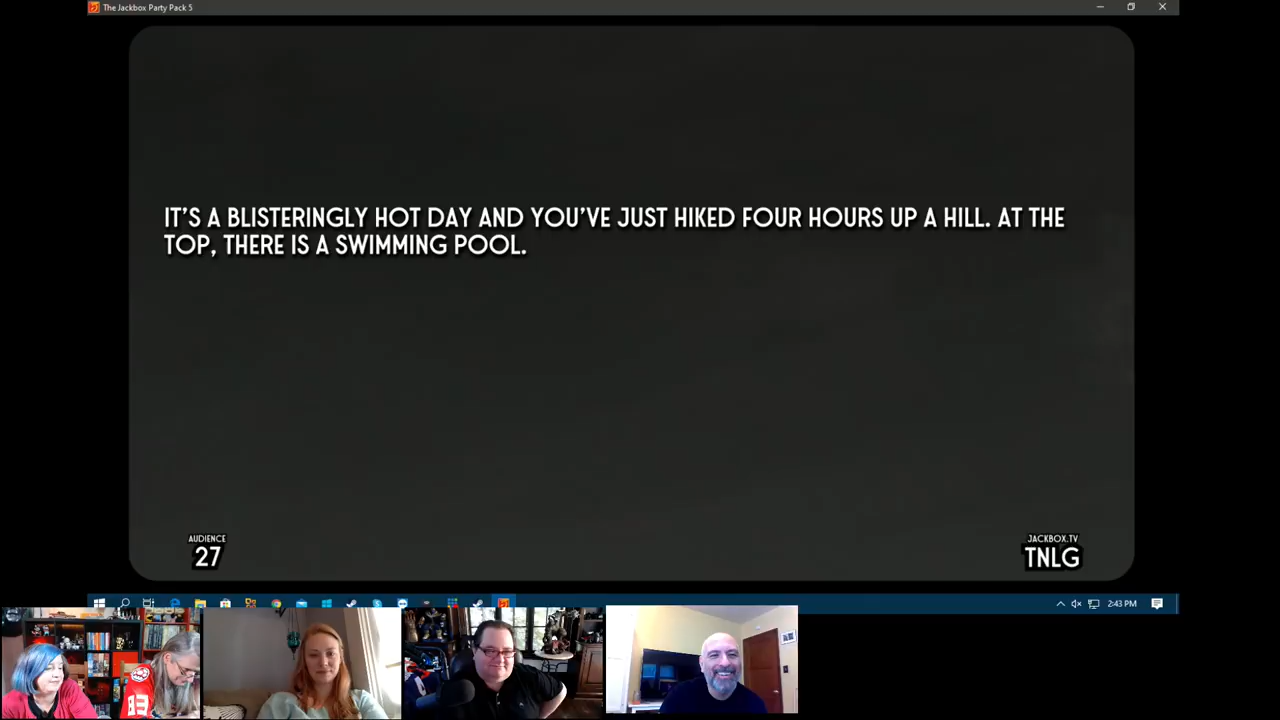 The Jackbox Party Pack 5
IT'S A BLISTERINGLY HOT DAY AND YOU'VE JUST HIKED FOUR HOURS UP A HILL. AT THE
TOP, THERE IS A SWIMMING POOL.
AUDIENCE
27
JACKBOX.TV
TNLG
2:43 PM